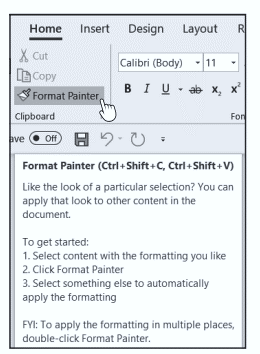 Home Insert Design Layout R
Cut
Calibri (Body) 11
Copy
Format Painter
B I U ab x₂ x²
Clipboard Fon
ave Off
Format Painter (Ctrl+Shift+C, Ctrl+Shift+V)
Like the look of a particular selection? You can
apply that look to other content in the
document.
To get started:
1. Select content with the formatting you like
2. Click Format Painter
3. Select something else to automatically
apply the formatting
FYI: To apply the formatting in multiple places,
double-click Format Painter.